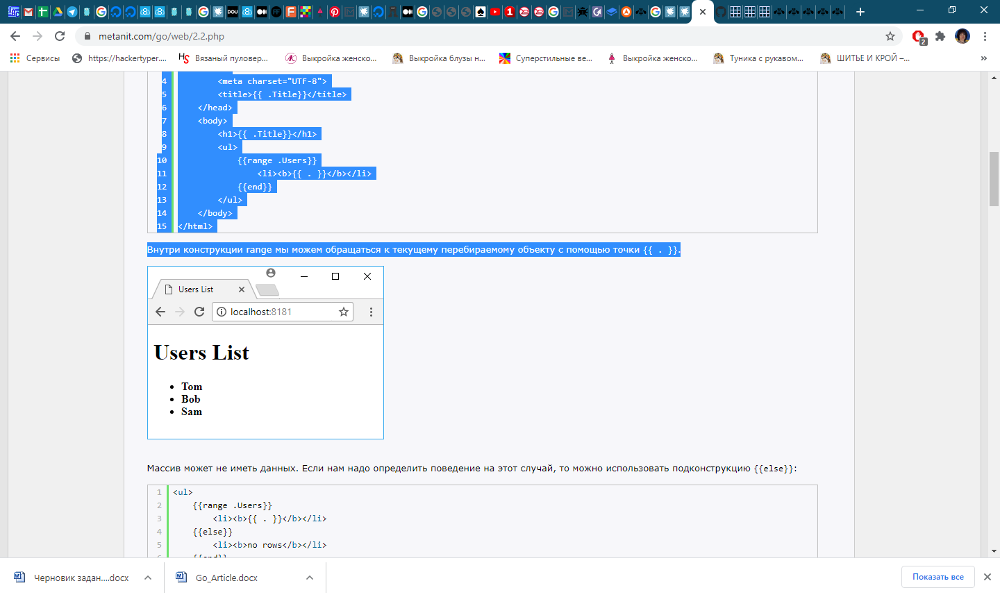 metanit.com/go/web/2.2.php
2
Сервисы
https://hackertyper....
Вязаный пуловер...
Выкройка женско...
Выкройка блузы н...
Суперстильные ве...
Выкройка женско...
Туника с рукавом...
ШИТЬЕ И КРОЙ –...
»
4 <meta charset="UTF-8">
5 <title>{{ .Title}}</title>
6 </head>
7 <body>
8 <h1>{{ .Title}}</h1>
9 <ul>
10 {{range .Users}}
11 <li><b>{{ . }}</b></li>
12 {{end}}
13 </ul>
14 </body>
15 </html>
Внутри конструкции range мы можем обращаться к текущему перебираемому объекту с помощью точки {{ . }}.
Users List
localhost:8181
Users List
Tom
Bob
Sam
Массив может не иметь данных. Если нам надо определить поведение на этот случай, то можно использовать подконструкцию {{else}}:
1 <ul>
2 {{range .Users}}
3 <li><b>{{ . }}</b></li>
4 {{else}}
5 <li><b>no rows</b></li>
6 {{end}}
Черновик задан....docx
Go_Article.docx
Показать все